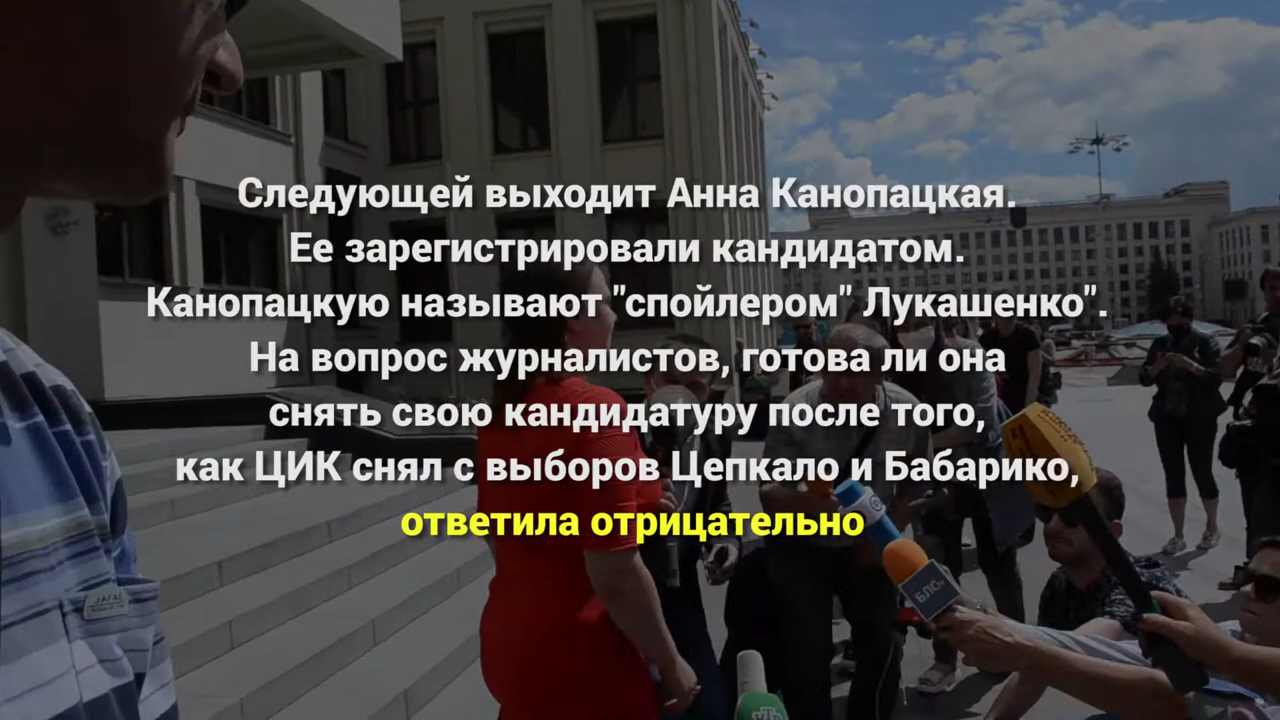 Следующей выходит Анна Канопацкая.
Ее зарегистрировали кандидатом.
Канопацкую называют "спойлером" Лукашенко".
На вопрос журналистов, готова ли она
снять свою кандидатуру после того,
как ЦИК снял с выборов Цепкало и Бабарико,
ответила отрицательно